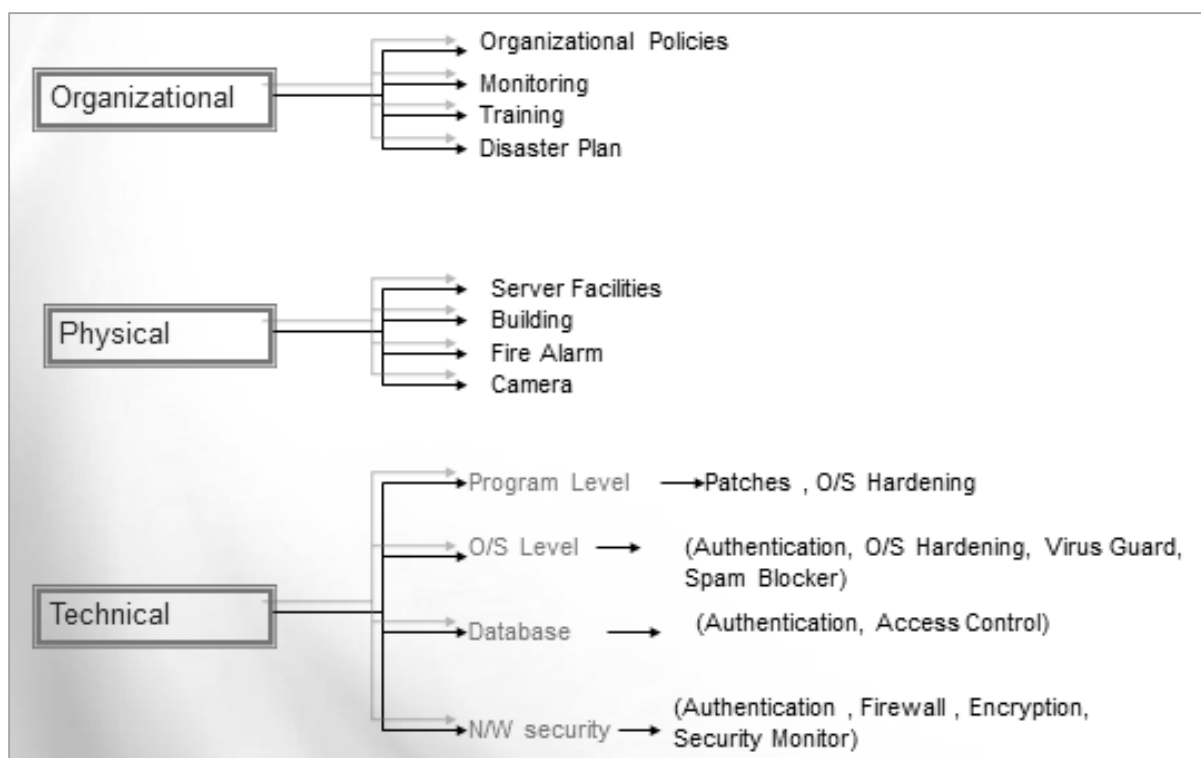 Organizational
Organizational Policies
Monitoring
Training
Disaster Plan
Physical
Server Facilities
Building
Fire Alarm
Camera
Technical
Program Level
Patches , O/S Hardening
O/S Level
(Authentication, O/S Hardening, Virus Guard,
Spam Blocker)
Database
(Authentication, Access Control)
N/W security
(Authentication , Firewall , Encryption,
Security Monitor)